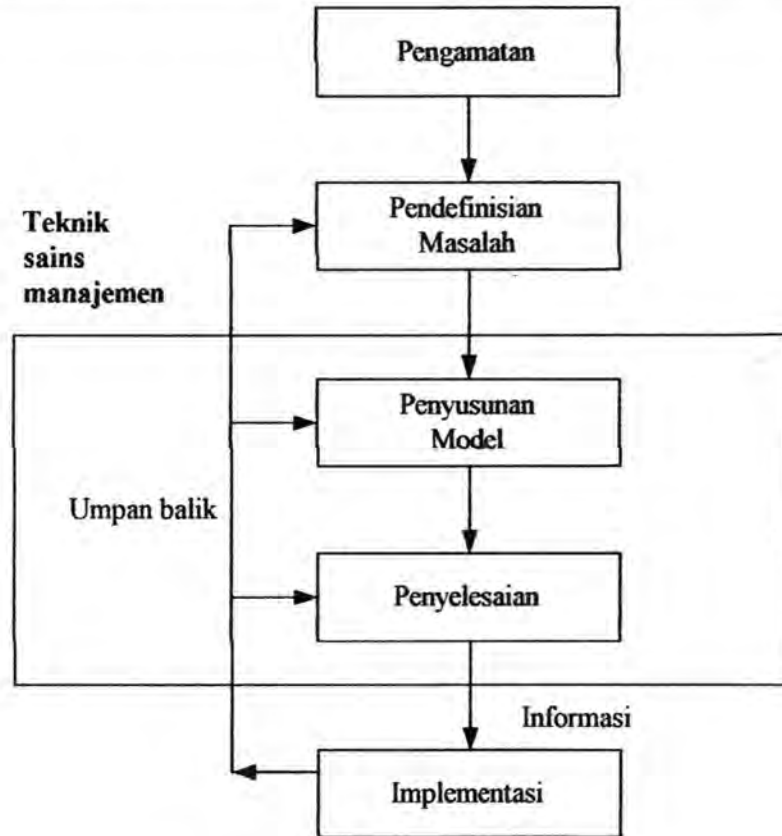 Pengamatan
Pendefinisian
Masalah
Teknik
sains
manajemen
Penyusunan
Model
Umpan balik
Penyelesaian
Informasi
Implementasi